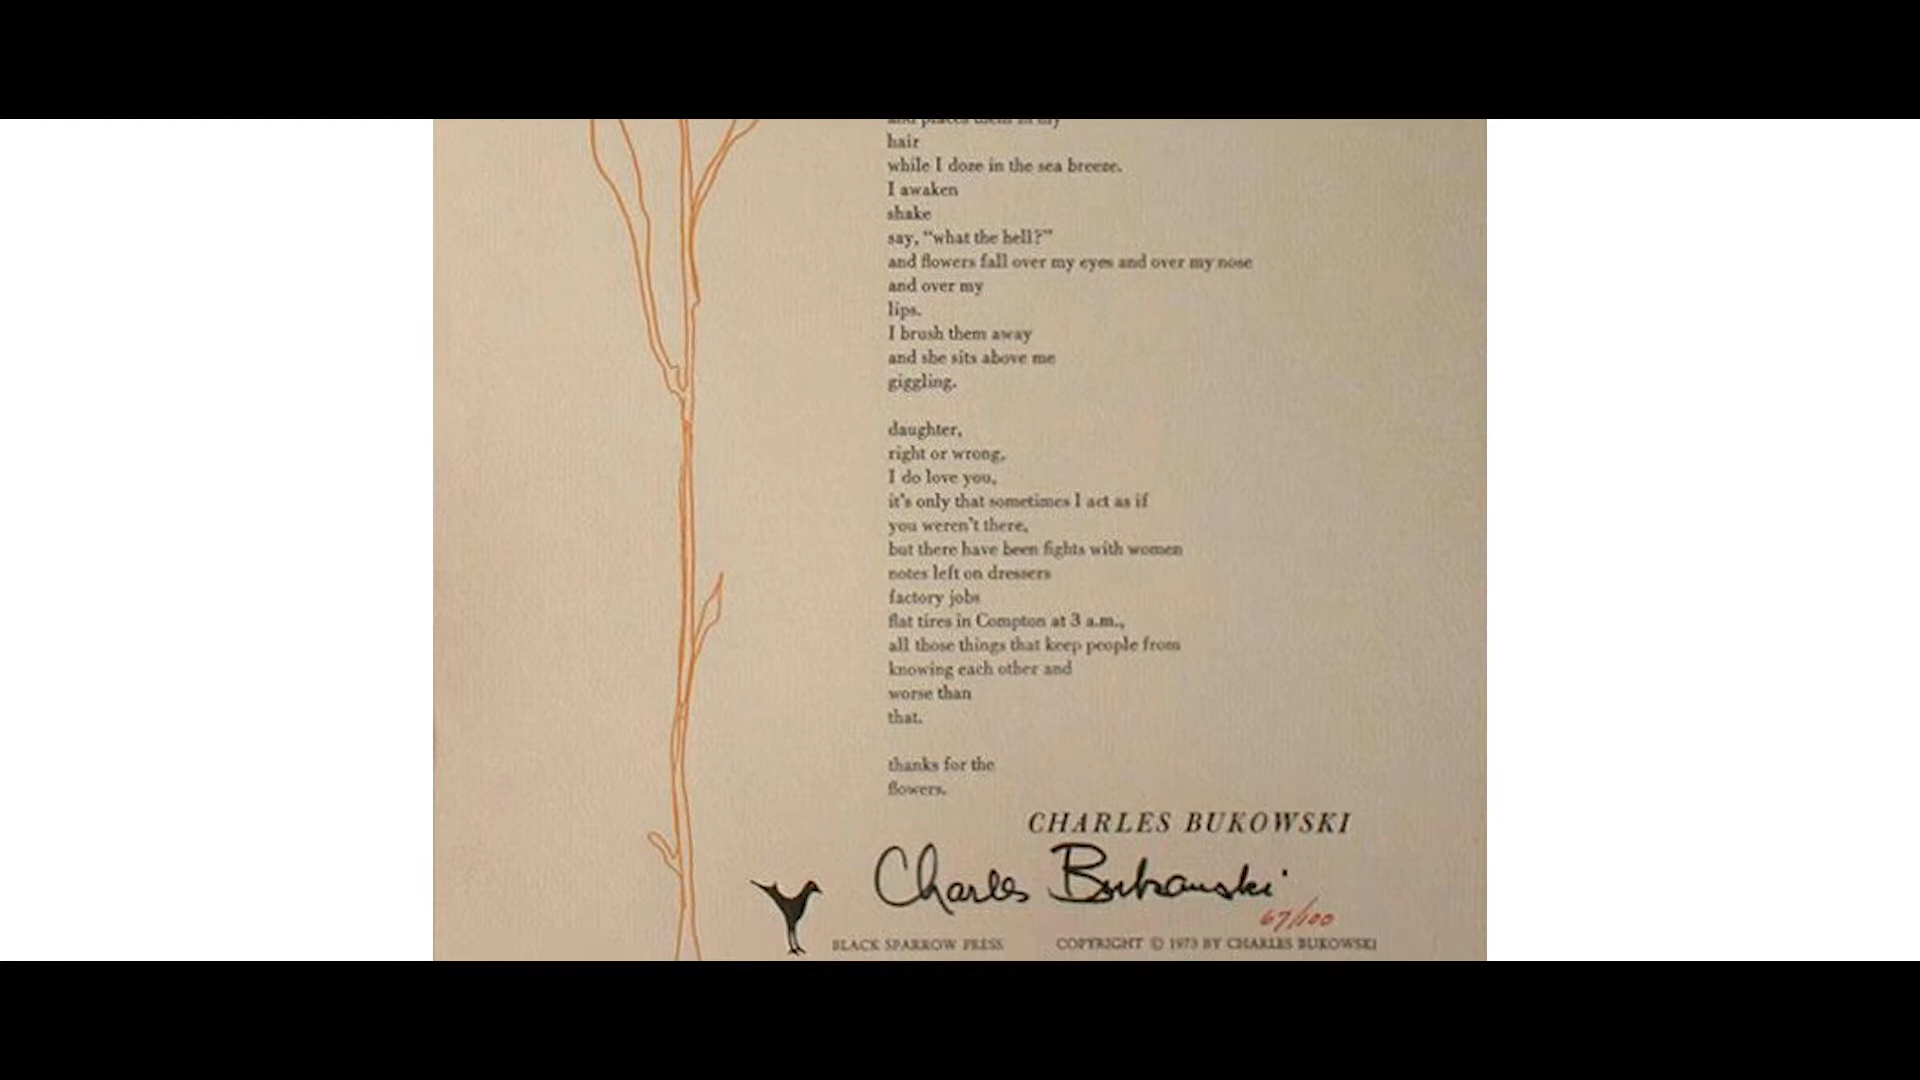 and places them in my
hair
while I doze in the sea breeze.
I awaken
shake
say, “what the hell?”
and flowers fall over my eyes and over my nose
and over my
lips.
I brush them away
and she sits above me
giggling.
daughter,
right or wrong,
I do love you,
it's only that sometimes I act as if
you weren't there,
but there have been fights with women
notes left on dressers
factory jobs
flat tires in Compton at 3 a.m.,
all those things that keep people from
knowing each other and
worse than
that.
thanks for the
flowers.
CHARLES BUKOWSKI
Charles Bukowski
67/100
BLACK SPARROW PRESS COPYRIGHT © 1973 BY CHARLES BUKOWSKI